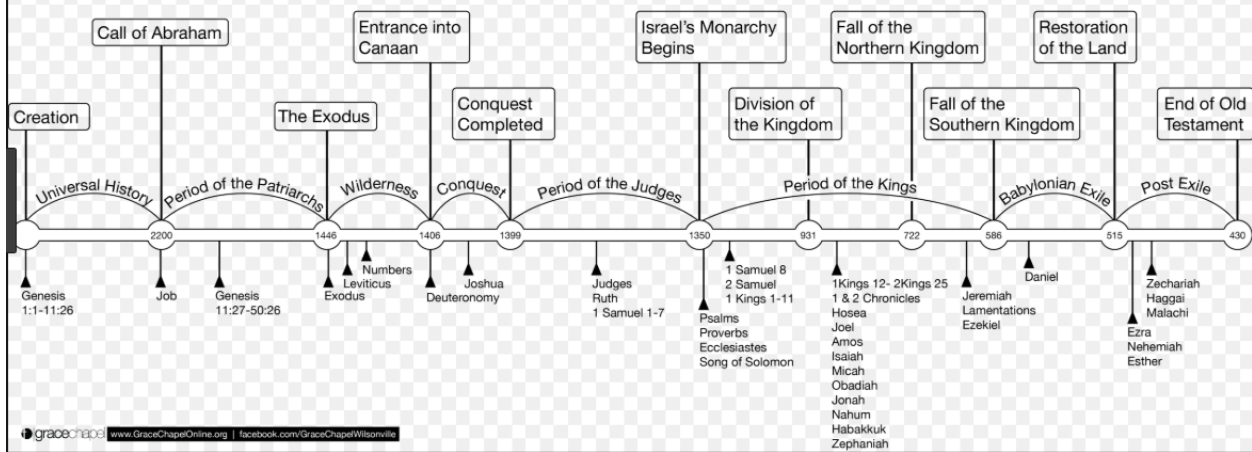 Creation
Call of Abraham
The Exodus
Entrance into
Canaan
Conquest
Completed
Israel's Monarchy
Begins
Division of
the Kingdom
Fall of the
Northern Kingdom
Fall of the
Southern Kingdom
Restoration
of the Land
End of Old
Testament
Universal History
Period of the Patriarchs
Wilderness
Conquest
Period of the Judges
Period of the Kings
Babylonian Exile
Post Exile
2200
1446
1406
1399
1350
931
722
586
515
430
Genesis
1:1-11:26
Job
Genesis
11:27-50:26
Exodus
Leviticus
Numbers
Deuteronomy
Joshua
Judges
Ruth
1 Samuel 1-7
Psalms
Proverbs
Ecclesiastes
Song of Solomon
1 Samuel 8
2 Samuel
1 Kings 1-11
1Kings 12- 2Kings 25
1 & 2 Chronicles
Hosea
Joel
Amos
Isaiah
Micah
Obadiah
Jonah
Nahum
Habakkuk
Zephaniah
Jeremiah
Lamentations
Ezekiel
Daniel
Ezra
Nehemiah
Esther
Zechariah
Haggai
Malachi
gracechapel www.GraceChapelOnline.org | facebook.com/GraceChapelWilsonville